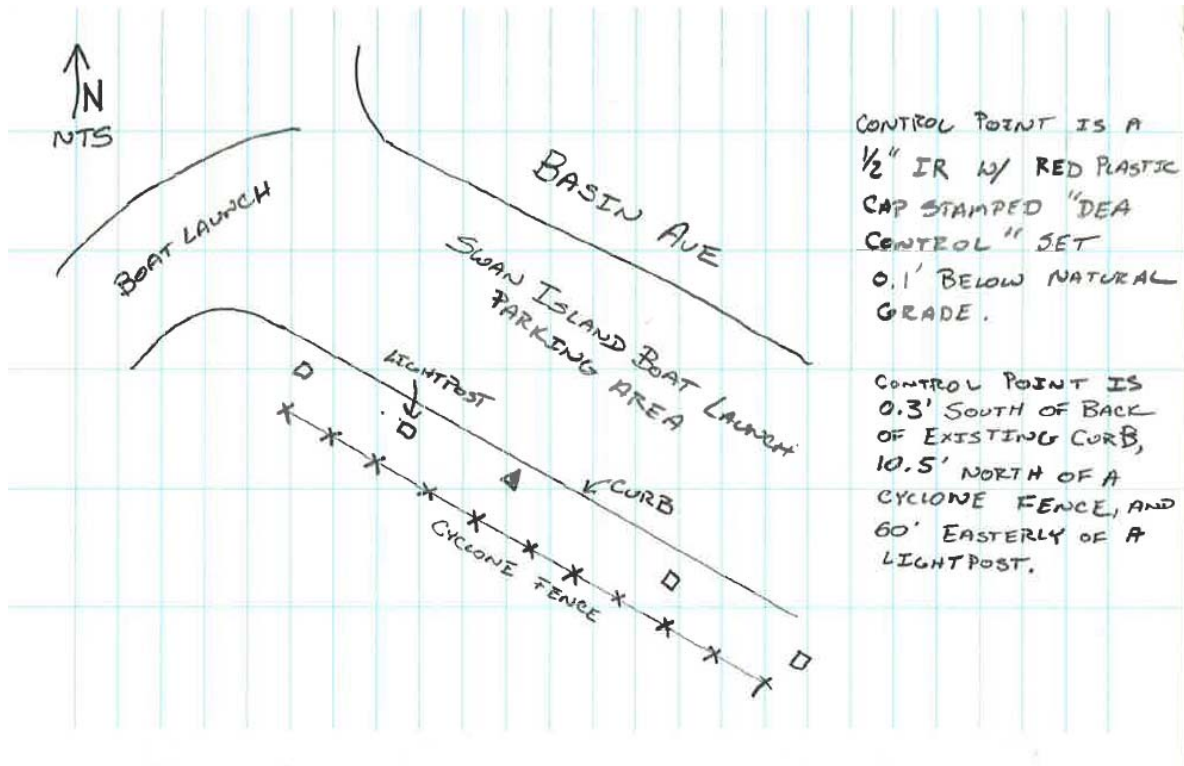 N
NTS
BOAT LAUNCH
BASIN AVE
SWAN ISLAND BOAT LAUNCH
PARKING AREA
LIGHTPOST
CURB
CYCLONE FENCE
CONTROL POINT IS A
1/2" IR W/ RED PLASTIC
CAP STAMPED "DEA
CONTROL" SET
0.1' BELOW NATURAL
GRADE.
CONTROL POINT IS
0.3' SOUTH OF BACK
OF EXISTING CURB,
10.5' NORTH OF A
CYCLONE FENCE, AND
60' EASTERLY OF A
LIGHTPOST.